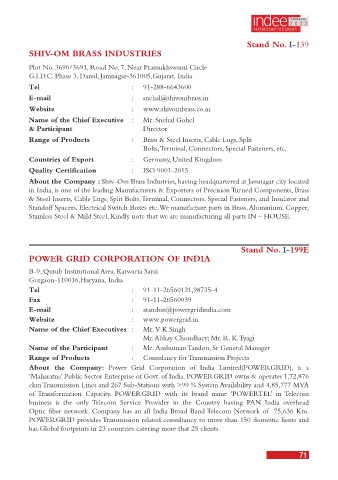 indee
2023
Stand No. I-139
SHIV-OM BRASS INDUSTRIES
Plot No. 3690/3691, Road No. 7, Near Pramukhswami Circle
G.I.D.C. Phase 3, Dared, Jamnagar-361005, Gujarat, India
Tel : 91-288-6643600
E-mail : snehal@shivombrass.in
Website : www.shivombrass.co.in
Name of the Chief Executive : Mr. Snehal Gohel
& Participant Director
Range of Products : Brass & Steel Inserts, Cable Lugs, Split
Bolts, Terminal, Connectors, Special Fasteners, etc.
Countries of Export : Germany, United Kingdom
Quality Certification : ISO 9001-2015
About the Company : Shiv-Om Brass Industries, having headquartered at Jamnagar city located
in India, is one of the leading Manufacturers & Exporters of Precision Turned Components, Brass
& Steel Inserts, Cable Lugs, Split Bolts, Terminal, Connectors, Special Fasteners, and Insulator and
Standoff Spacers, Electrical Switch Boxes etc. We manufacture parts in Brass, Aluminium, Copper,
Stainless Steel & Mild Steel. Kindly note that we are manufacturing all parts IN – HOUSE.
Stand No. I-199E
POWER GRID CORPORATION OF INDIA
B-9, Qutub Institutional Area, Katwaria Sarai
Gurgaon-110016, Haryana, India
Tel : 91-11-26560121,98735-4
Fax : 91-11-26560039
E-mail : atandon@powergridindia.com
Website : www.powergrid.in
Name of the Chief Executives : Mr. V. K Singh
Mr. Abhay Choudhary; Mr. R. K. Tyagi
Name of the Participant : Mr. Anshuman Tandon, Sr General Manager
Range of Products : Consulancy for Transmission Projects
About the Company: Power Grid Corporation of India Limited(POWERGRID), is a
'Maharatna' Public Sector Enterprise of Govt. of India. POWERGRID owns & operates 1,72,876
ckm Transmission Lines and 267 Sub-Stations with >99 % System Availability and 4,85,777 MVA
of Transformation Capacity. POWERGRID with its brand name 'POWERTEL' in Telecom
business is the only Telecom Service Provider in the Country having PAN India overhead
Optic fiber network. Company has an all India Broad Band Telecom Network of 75,636 Km.
POWERGRID provides Transmission related consultancy to more than 150 domestic lients and
has Global footprints in 23 countries catering more that 25 clients.
71